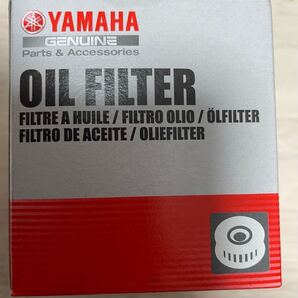 YAMAHA
GENUINE
Parts & Accessories
OIL FILTER
FILTRE A HUILE / FILTRO OLIO / ÖLFILTER
FILTRO DE ACEITE / OLIEFILTER